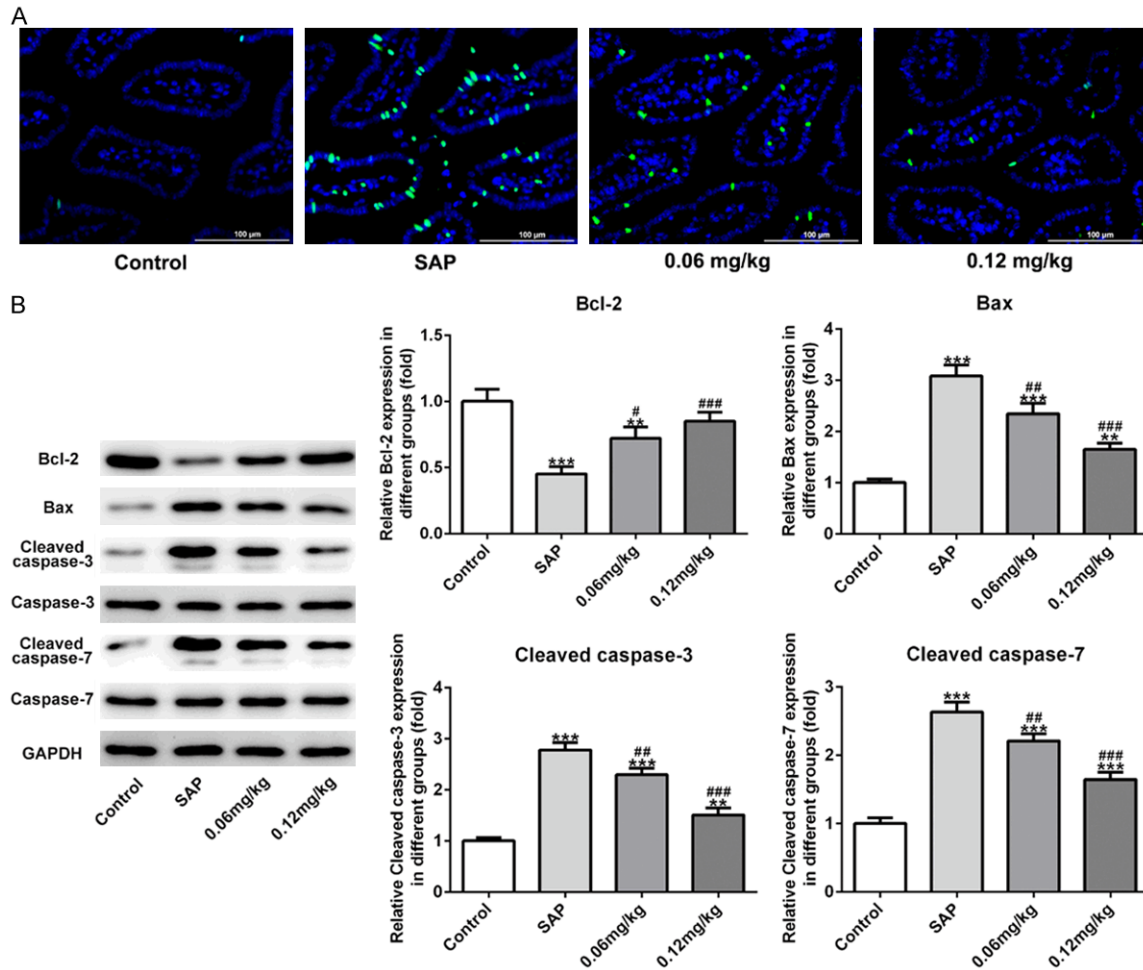 A
100 μm
100 μm
100 μm
100 μm
Control
SAP
0.06 mg/kg
0.12 mg/kg
B
Bcl-2
Bax
Cleaved
caspase-3
Caspase-3
Cleaved
caspase-7
Caspase-7
GAPDH
Control
SAP
0.06mg/kg
0.12mg/kg
Bcl-2
Relative Bcl-2 expression in
different groups (fold)
1.5
1.0
0.5
0.0
***
#
**
###
Control
SAP
0.06mg/kg
0.12mg/kg
Bax
Relative Bax expression in
different groups (fold)
4
3
2
1
0
***
##
***
###
**
Control
SAP
0.06mg/kg
0.12mg/kg
Cleaved caspase-3
Relative Cleaved caspase-3 expression
in different groups (fold)
4
3
2
1
0
***
##
***
###
**
Control
SAP
0.06mg/kg
0.12mg/kg
Cleaved caspase-7
Relative Cleaved caspase-7 expression
in different groups (fold)
3
2
1
0
***
##
***
###
***
Control
SAP
0.06mg/kg
0.12mg/kg